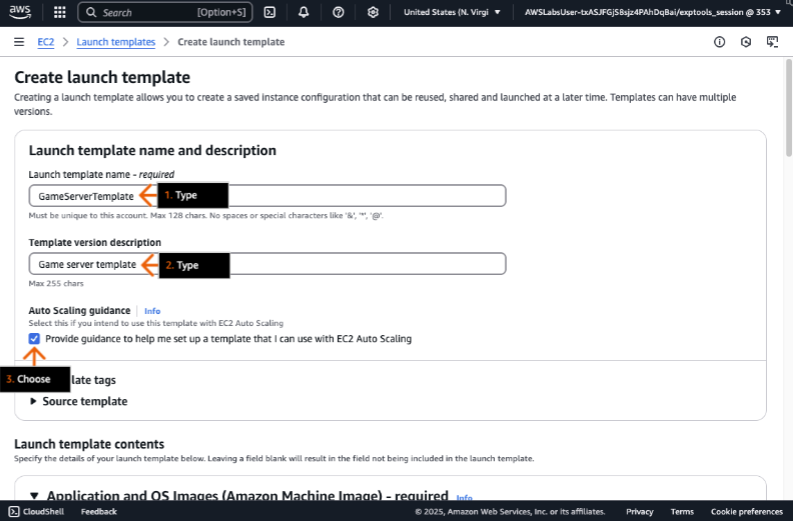 aws Search [Option+S] United States (N. Virgi AWSLabsUser-txASJFGjS8sjz4PAhDqBai/exptools_session @ 353
EC2 Launch templates Create launch template
Create launch template
Creating a launch template allows you to create a saved instance configuration that can be reused, shared and launched at a later time. Templates can have multiple
versions.
Launch template name and description
Launch template name - required
GameServerTemplate 1. Type
Must be unique to this account. Max 128 chars. No spaces or special characters like '&', '*', '@'.
Template version description
Game server template 2. Type
Max 255 chars
Auto Scaling guidance Info
Select this if you intend to use this template with EC2 Auto Scaling
Provide guidance to help me set up a template that I can use with EC2 Auto Scaling
3. Choose late tags
Source template
Launch template contents
Specify the details of your launch template below. Leaving a field blank will result in the field not being included in the launch template.
Application and OS Images (Amazon Machine Image) - required Info
CloudShell Feedback © 2025, Amazon Web Services, Inc. or its affiliates. Privacy Terms Cookie preferences